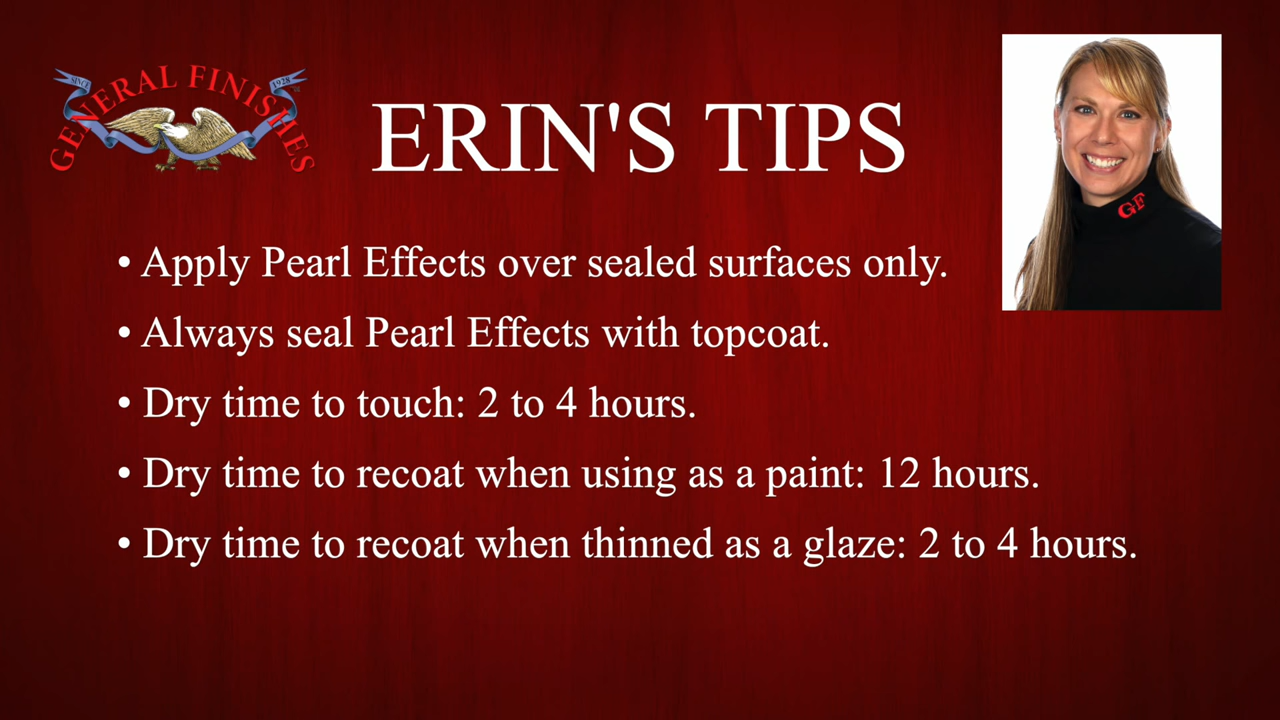 SINCE 1928
GENERAL FINISHES
ERIN'S TIPS
GF
• Apply Pearl Effects over sealed surfaces only.
• Always seal Pearl Effects with topcoat.
• Dry time to touch: 2 to 4 hours.
• Dry time to recoat when using as a paint: 12 hours.
• Dry time to recoat when thinned as a glaze: 2 to 4 hours.